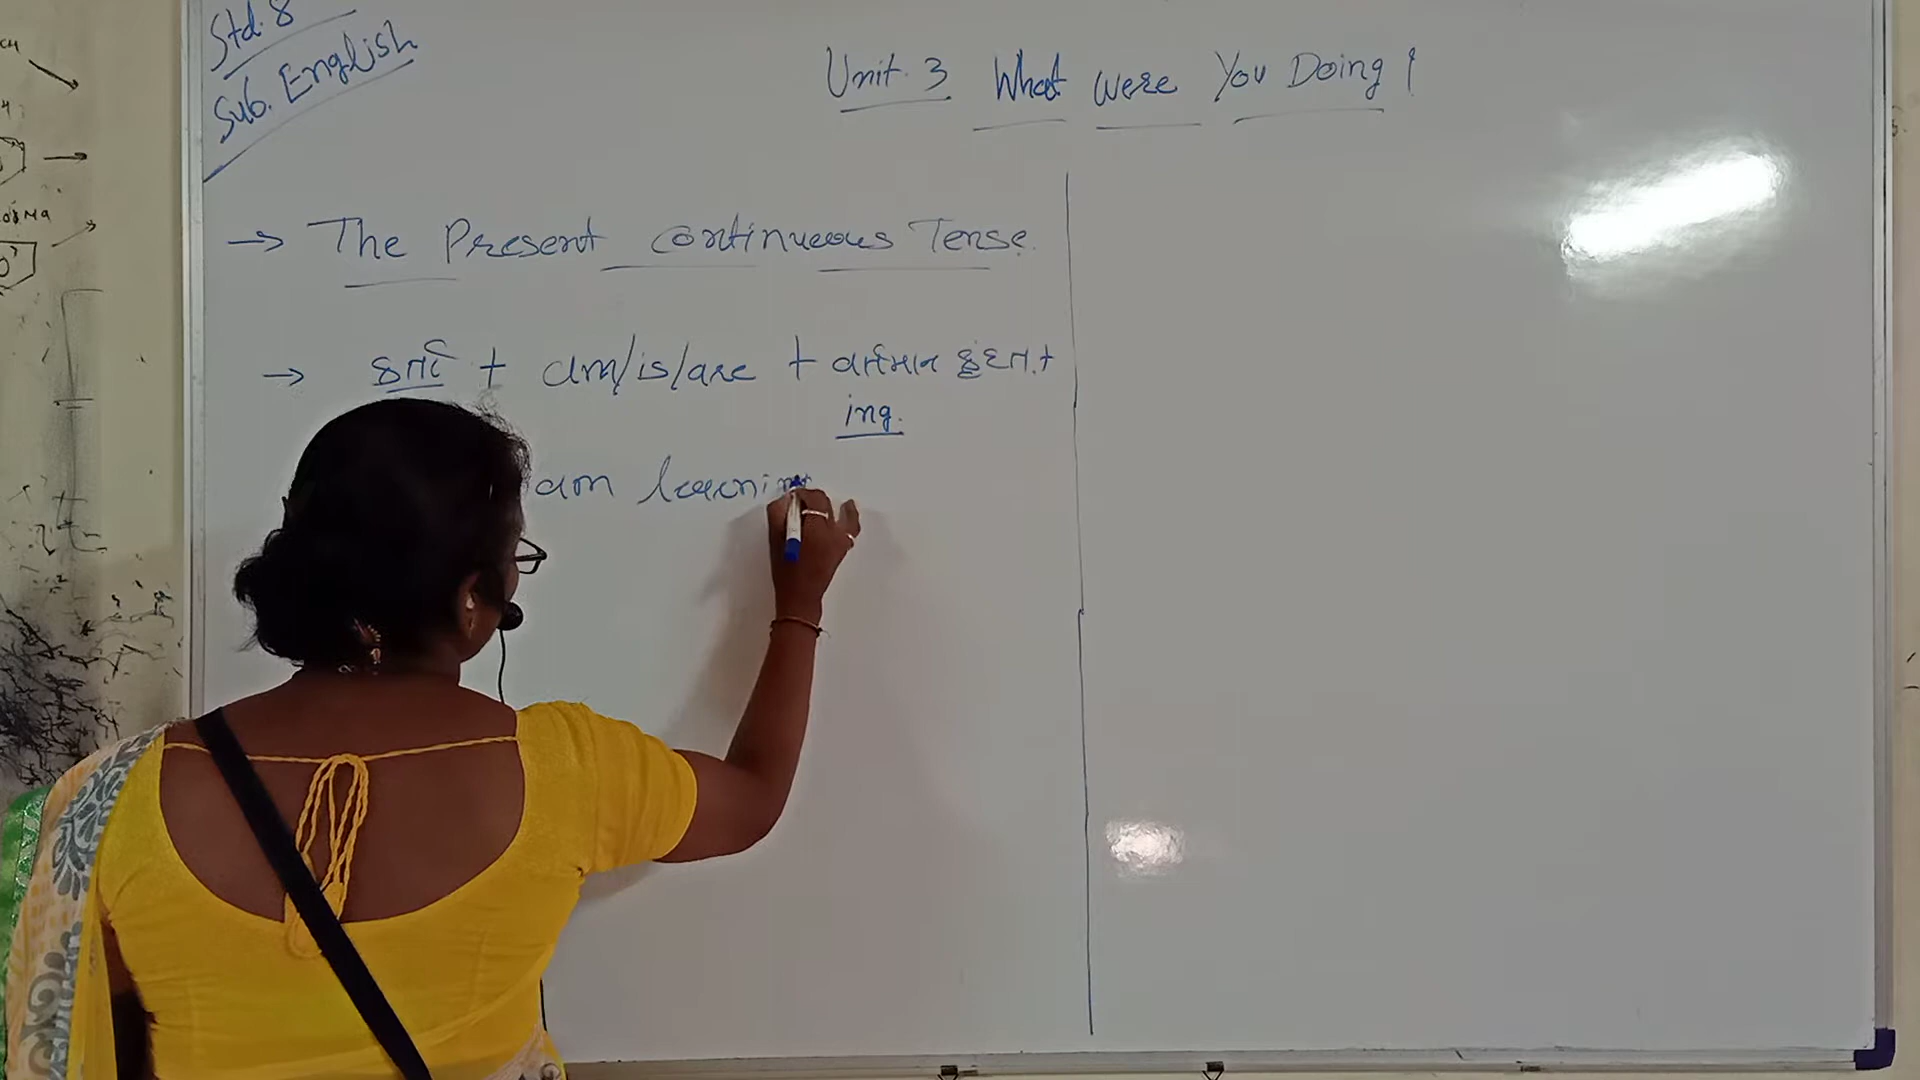 Std. 8
Sub. English
Unit. 3 What were You Doing ?
→ The Present continueous Tense.
→ કર્તા + am/is/are + વર્તમાન કૃદંત. +
ing.
am learnin